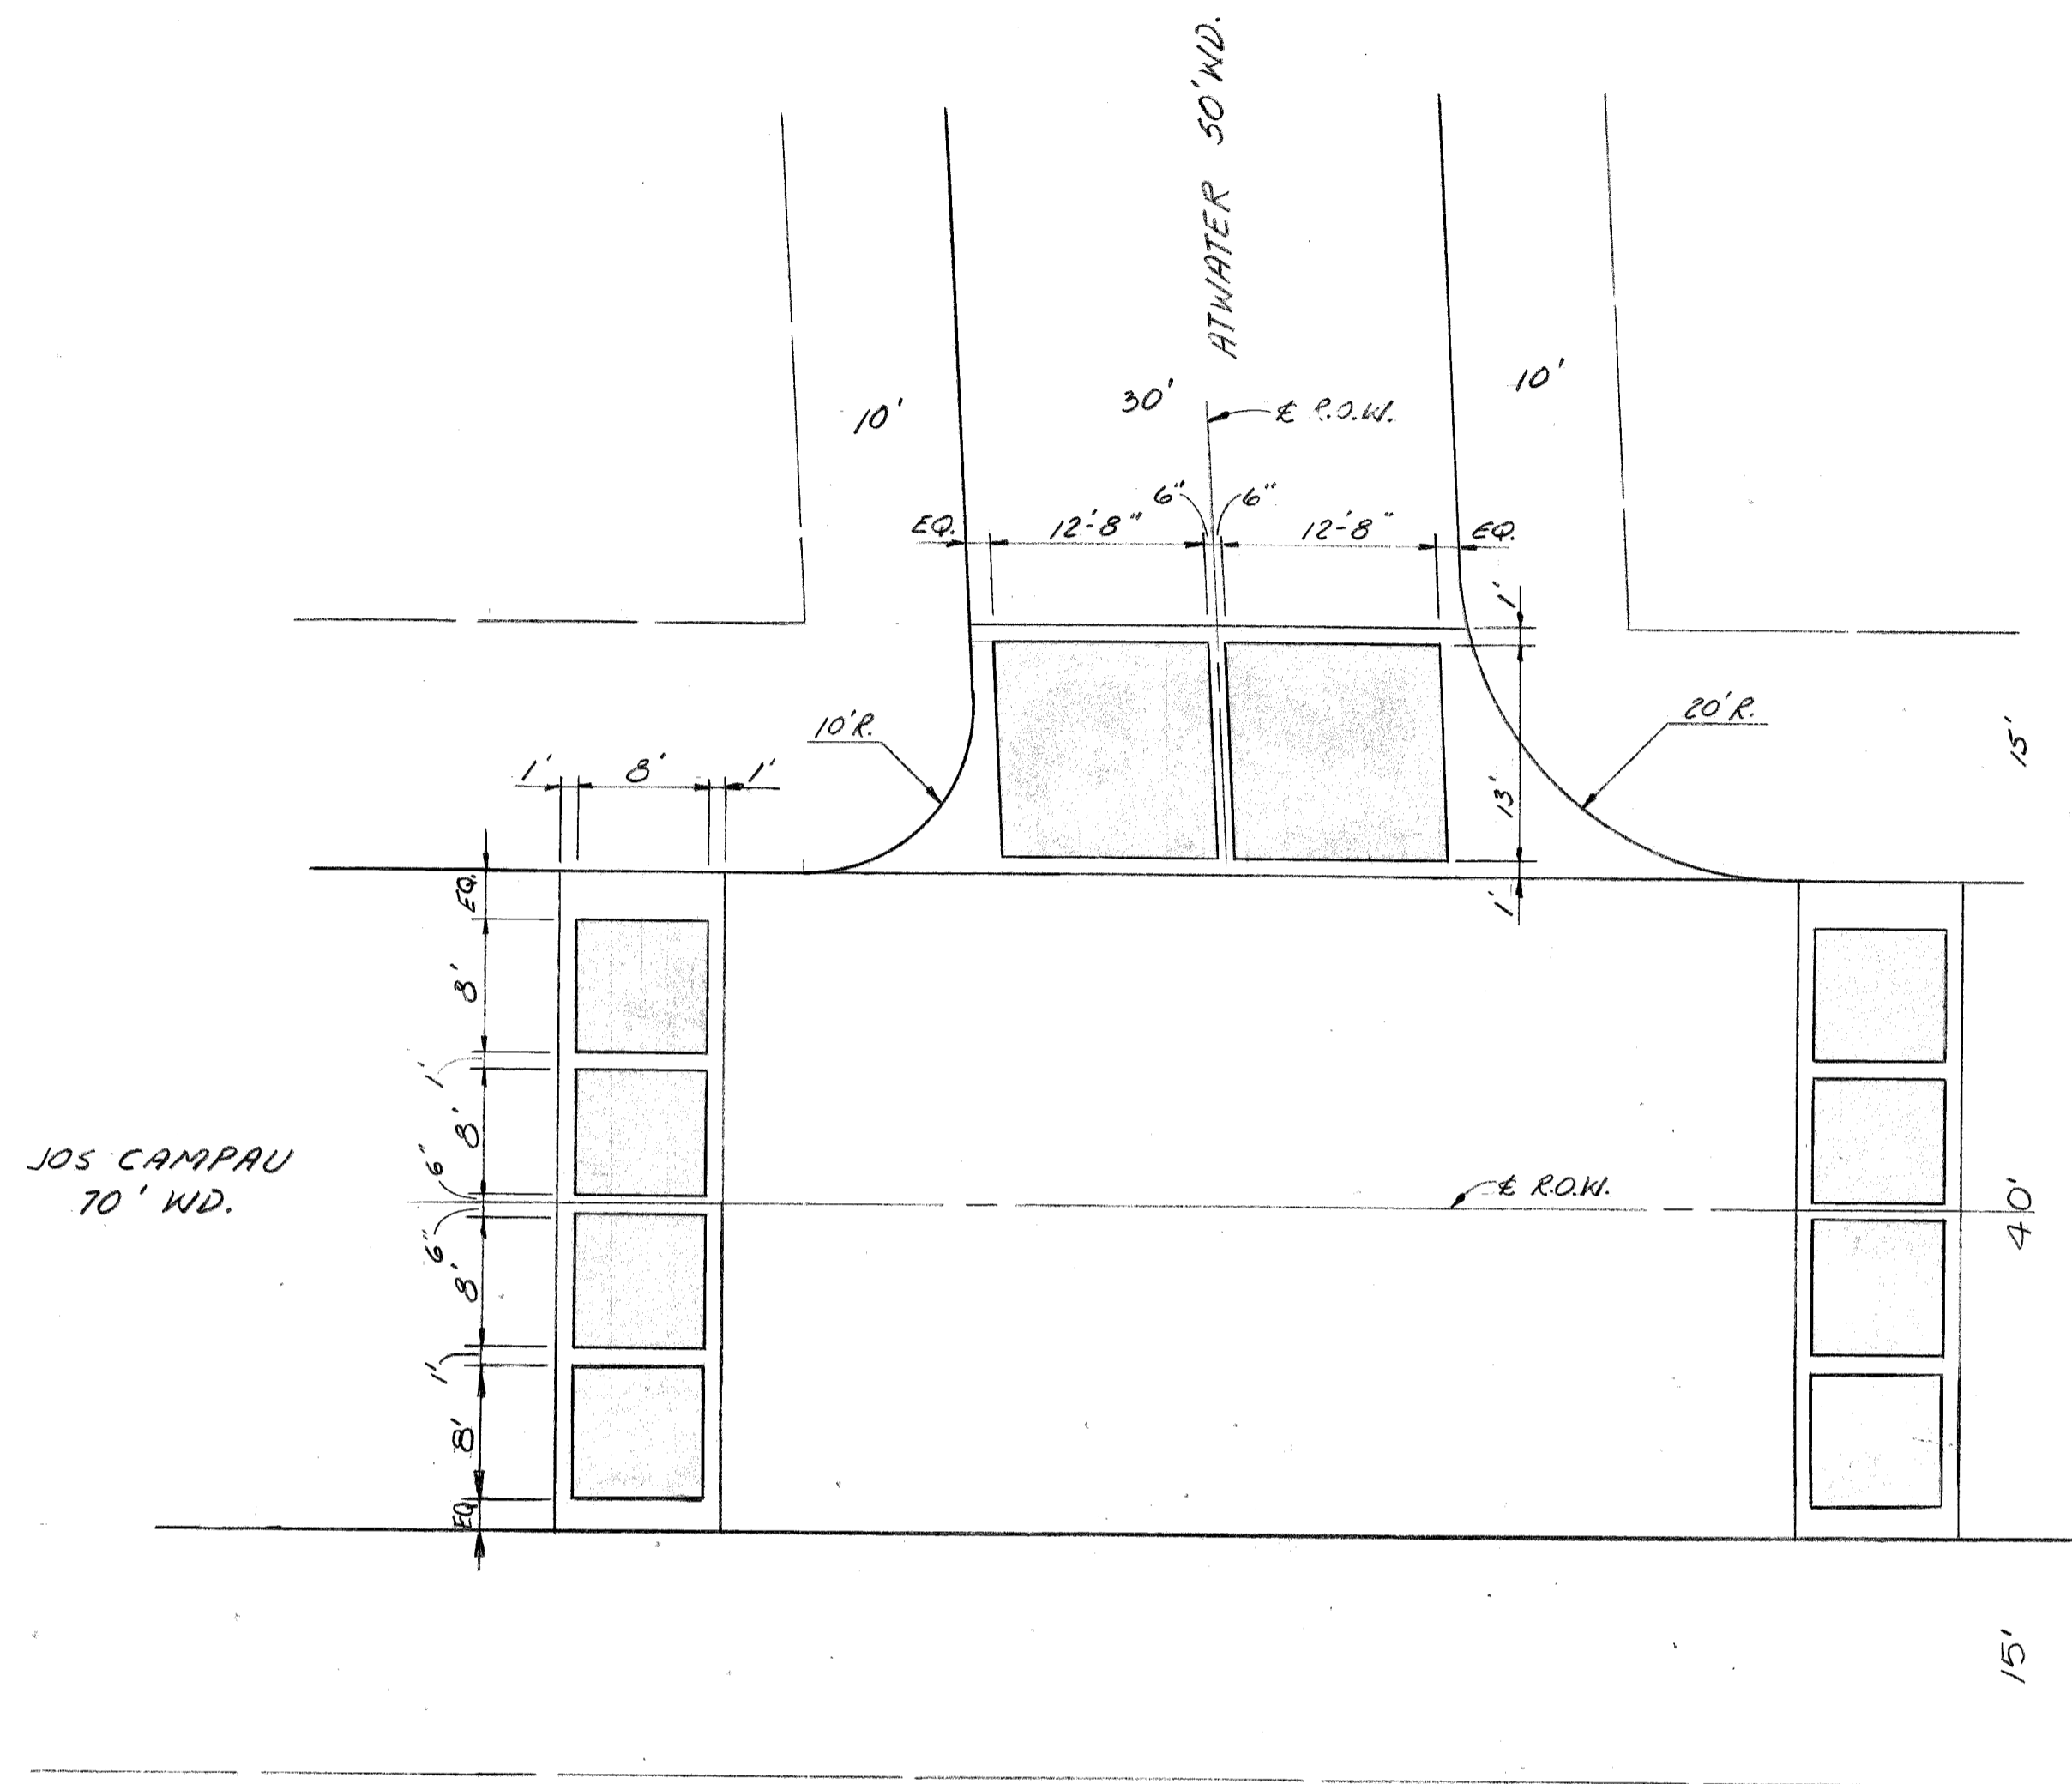 ATWATER 50'WD.
10'
30'
10'
℄ R.O.W.
6"
6"
EQ.
12'-8"
12'-8"
EQ.
1'
10'R.
20'R.
15'
1'
8'
1'
13'
1'
EQ.
8'
1'
8'
6"
JOS CAMPAU
70' WD.
℄ R.O.W.
40'
6"
8'
1'
8'
EQ.
15'